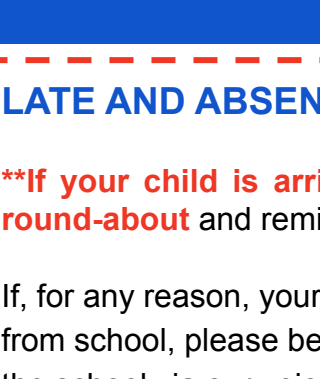 LATE AND ABSEN
**If your child is arri
round-about and remi
If, for any reason, your
from school, please be